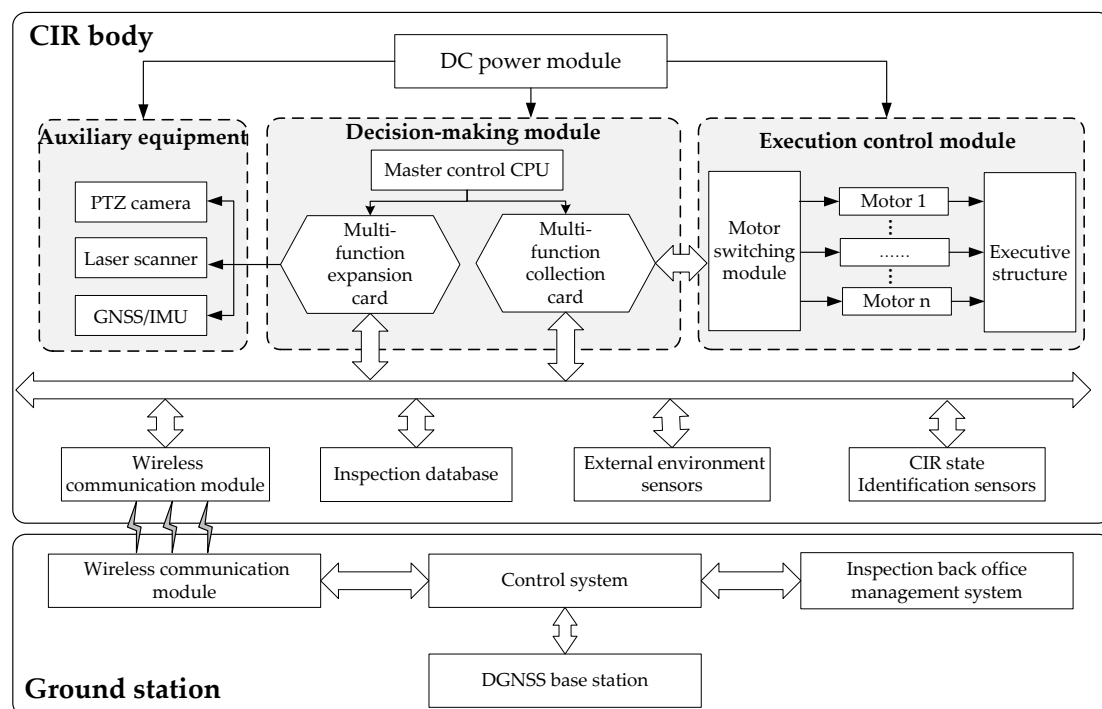 CIR body
DC power module
Auxiliary equipment
PTZ camera
Laser scanner
GNSS/IMU
Decision-making module
Master control CPU
Multi-
function
expansion
card
Multi-
function
collection
card
Execution control module
Motor
switching
module
Motor 1
......
Motor n
Executive
structure
Wireless
communication module
Inspection database
External environment
sensors
CIR state
Identification sensors
Wireless communication
module
Control system
Inspection back office
management system
DGNSS base station
Ground station